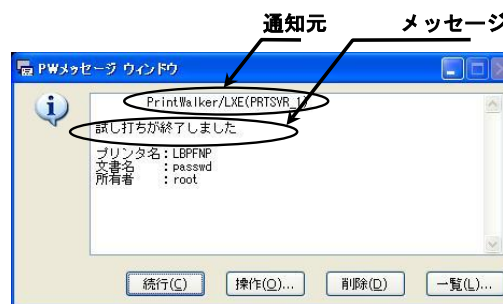 通知元 メッセージ
PWメッセージ ウィンドウ
PrintWalker/LXE(PRTSVR_1)
試し打ちが終了しました
プリンタ名：LBPFNP
文書名　　：passwd
所有者　　：root
続行(C) 操作(O)... 削除(D) 一覧(L)...